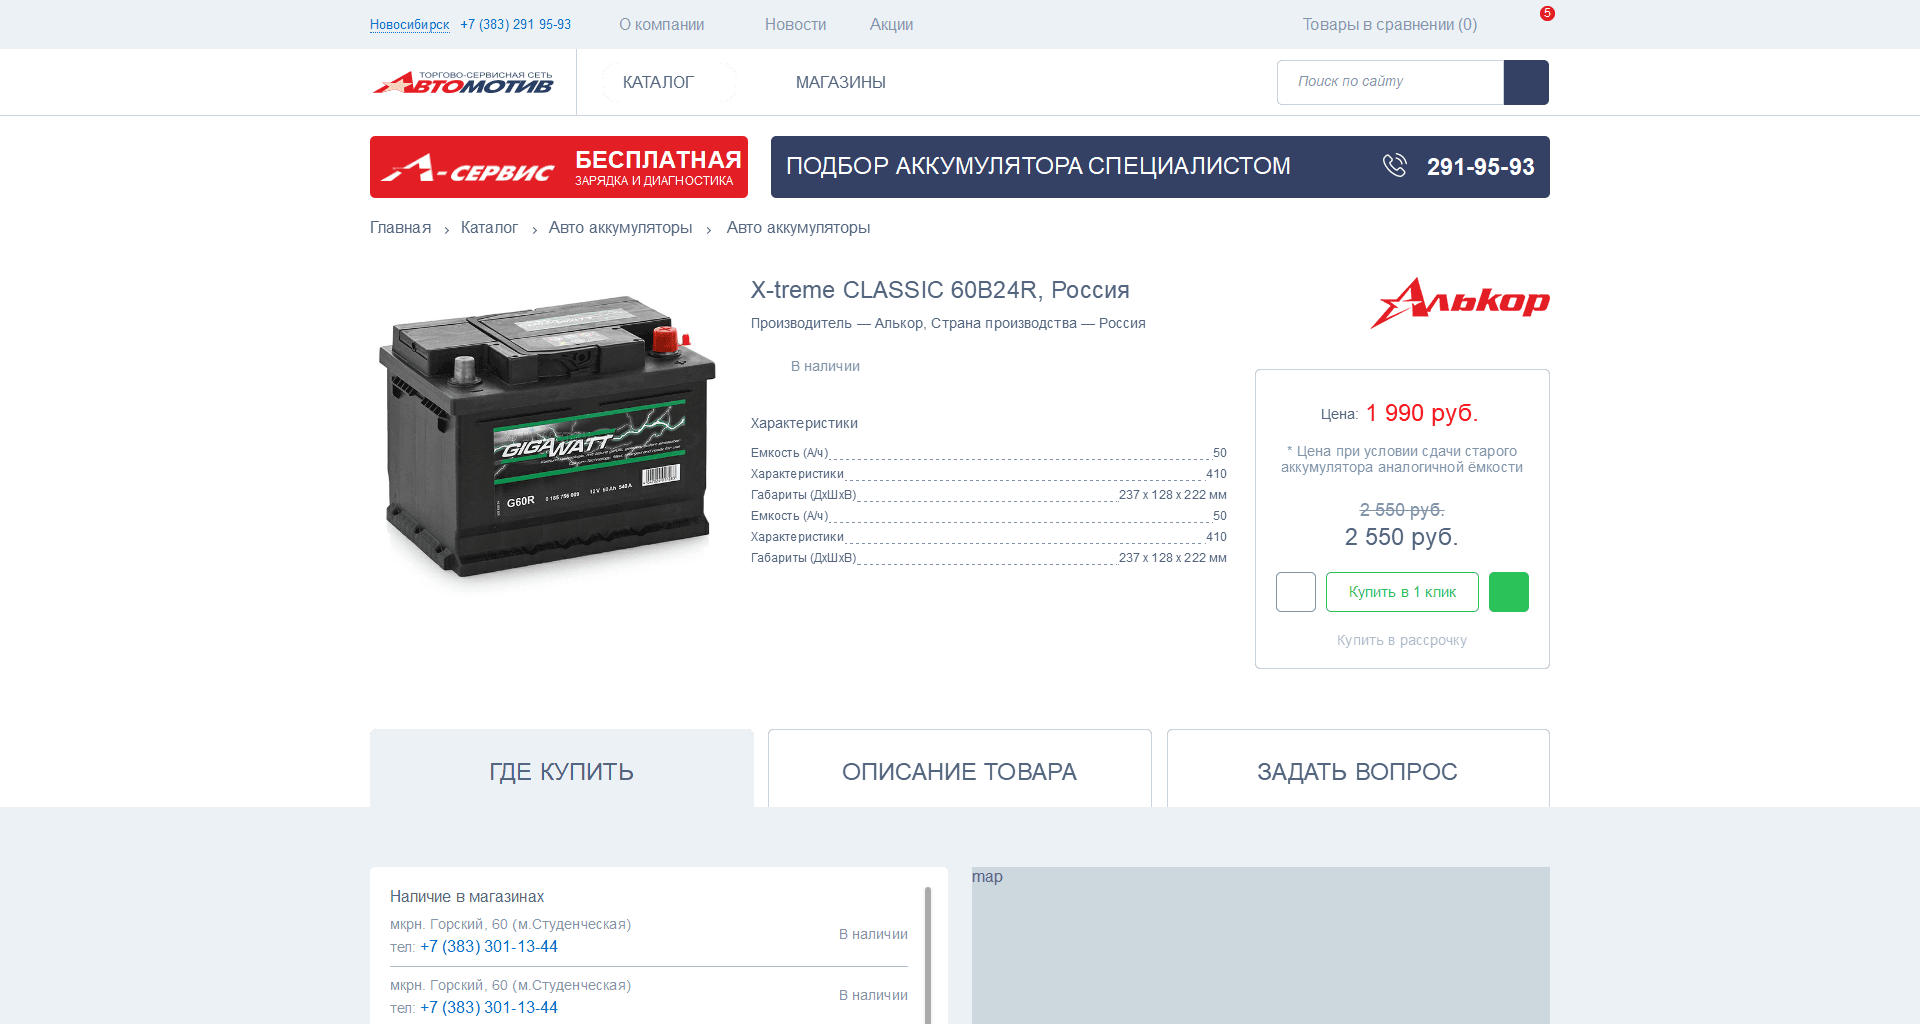 Новосибирск +7 (383) 291 95-93 О компании Новости Акции Товары в сравнении (0) 5
ТОРГОВО-СЕРВИСНАЯ СЕТЬ
АВТОМОТИВ
КАТАЛОГ МАГАЗИНЫ Поиск по сайту
А-СЕРВИС БЕСПЛАТНАЯ
ЗАРЯДКА И ДИАГНОСТИКА
ПОДБОР АККУМУЛЯТОРА СПЕЦИАЛИСТОМ 291-95-93
Главная › Каталог › Авто аккумуляторы › Авто аккумуляторы
GIGAWATT
G60R 0 185 756 009 12V 60Ah 540A
X-treme CLASSIC 60B24R, Россия
Производитель — Алькор, Страна производства — Россия
В наличии
Характеристики
Емкость (А/ч) 50
Характеристики 410
Габариты (ДхШхВ) 237 x 128 x 222 мм
Емкость (А/ч) 50
Характеристики 410
Габариты (ДхШхВ) 237 x 128 x 222 мм
Алькор
Цена: 1 990 руб.
* Цена при условии сдачи старого
аккумулятора аналогичной ёмкости
2 550 руб.
2 550 руб.
Купить в 1 клик
Купить в рассрочку
ГДЕ КУПИТЬ
ОПИСАНИЕ ТОВАРА
ЗАДАТЬ ВОПРОС
Наличие в магазинах
мкрн. Горский, 60 (м.Студенческая)
тел: +7 (383) 301-13-44
В наличии
мкрн. Горский, 60 (м.Студенческая)
тел: +7 (383) 301-13-44
В наличии
map